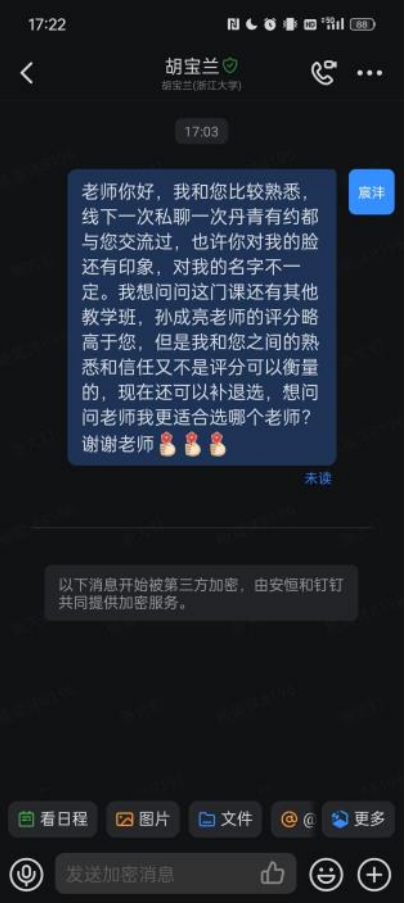 17:22
HD
5G
88
胡宝兰
胡宝兰(浙江大学)
17:03
宸沣
老师你好，我和您比较熟悉，
线下一次私聊一次丹青有约都
与您交流过，也许你对我的脸
还有印象，对我的名字不一
定。我想问问这门课还有其他
教学班，孙成亮老师的评分略
高于您，但是我和您之间的熟
悉和信任又不是评分可以衡量
的，现在还可以补退选，想问
问老师我更适合选哪个老师？
谢谢老师
未读
以下消息开始被第三方加密，由安恒和钉钉
共同提供加密服务。
看日程
图片
文件
@
更多
发送加密消息